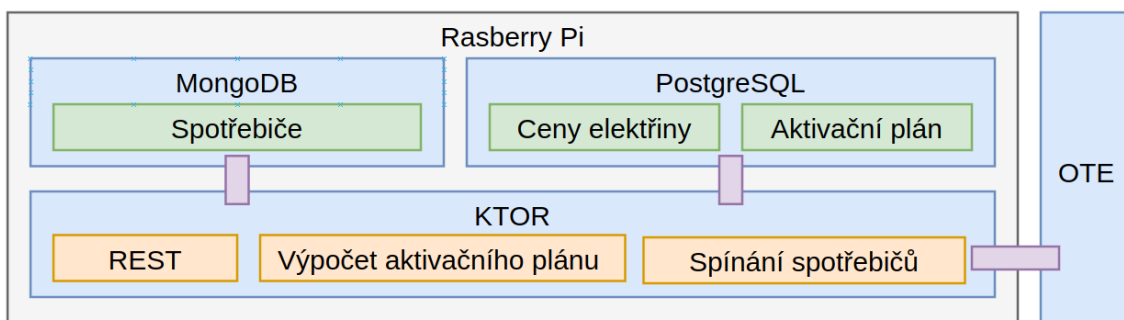 Rasberry Pi
MongoDB
Spotřebiče
PostgreSQL
Ceny elektřiny
Aktivační plán
OTE
KTOR
REST
Výpočet aktivačního plánu
Spínání spotřebičů